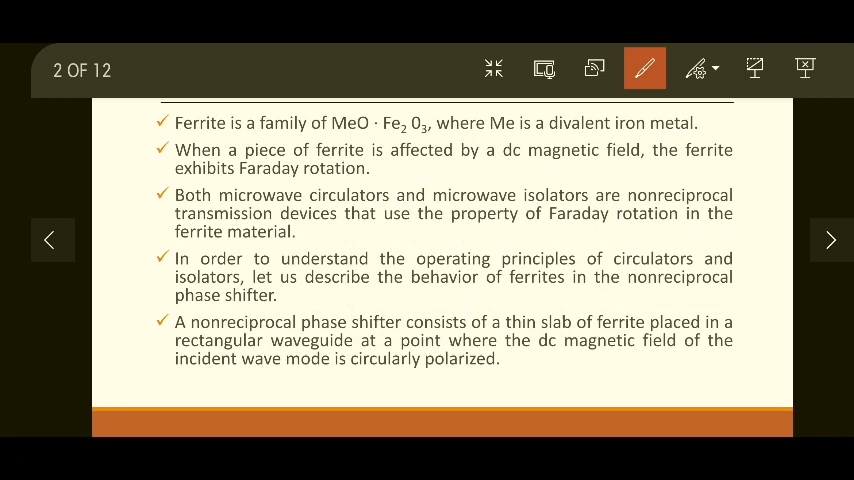 2 OF 12
✓ Ferrite is a family of MeO · Fe₂ 0₃, where Me is a divalent iron metal.
✓ When a piece of ferrite is affected by a dc magnetic field, the ferrite
exhibits Faraday rotation.
✓ Both microwave circulators and microwave isolators are nonreciprocal
transmission devices that use the property of Faraday rotation in the
ferrite material.
✓ In order to understand the operating principles of circulators and
isolators, let us describe the behavior of ferrites in the nonreciprocal
phase shifter.
✓ A nonreciprocal phase shifter consists of a thin slab of ferrite placed in a
rectangular waveguide at a point where the dc magnetic field of the
incident wave mode is circularly polarized.